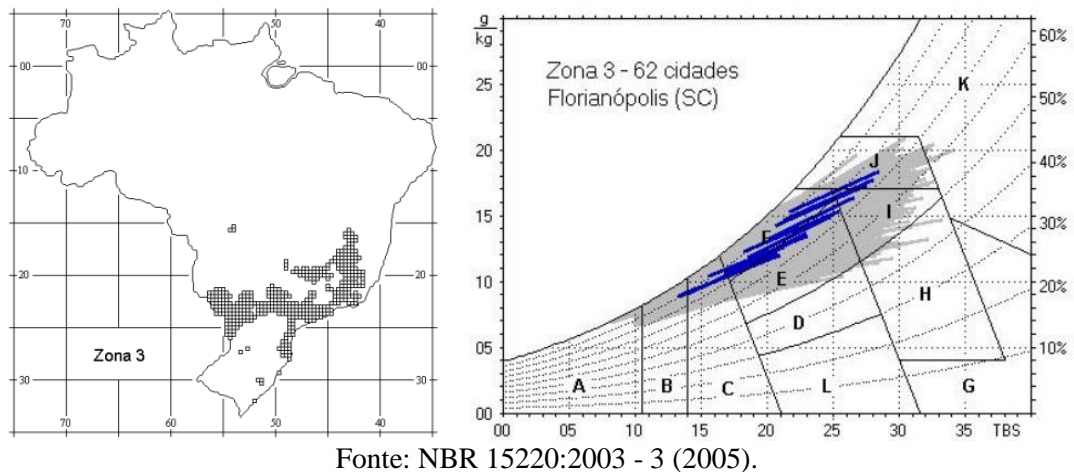 70 60 50 40
00 00
10 10
20 20
Zona 3
30 30
70 60 50 40
g
kg
Zona 3 - 62 cidades
Florianópolis (SC)
25
20
15
10
05
00
00 05 10 15 20 25 30 35 TBS
60%
50%
40%
30%
20%
10%
K
J
I
F
E
H
D
A B C L G
Fonte: NBR 15220:2003 - 3 (2005).